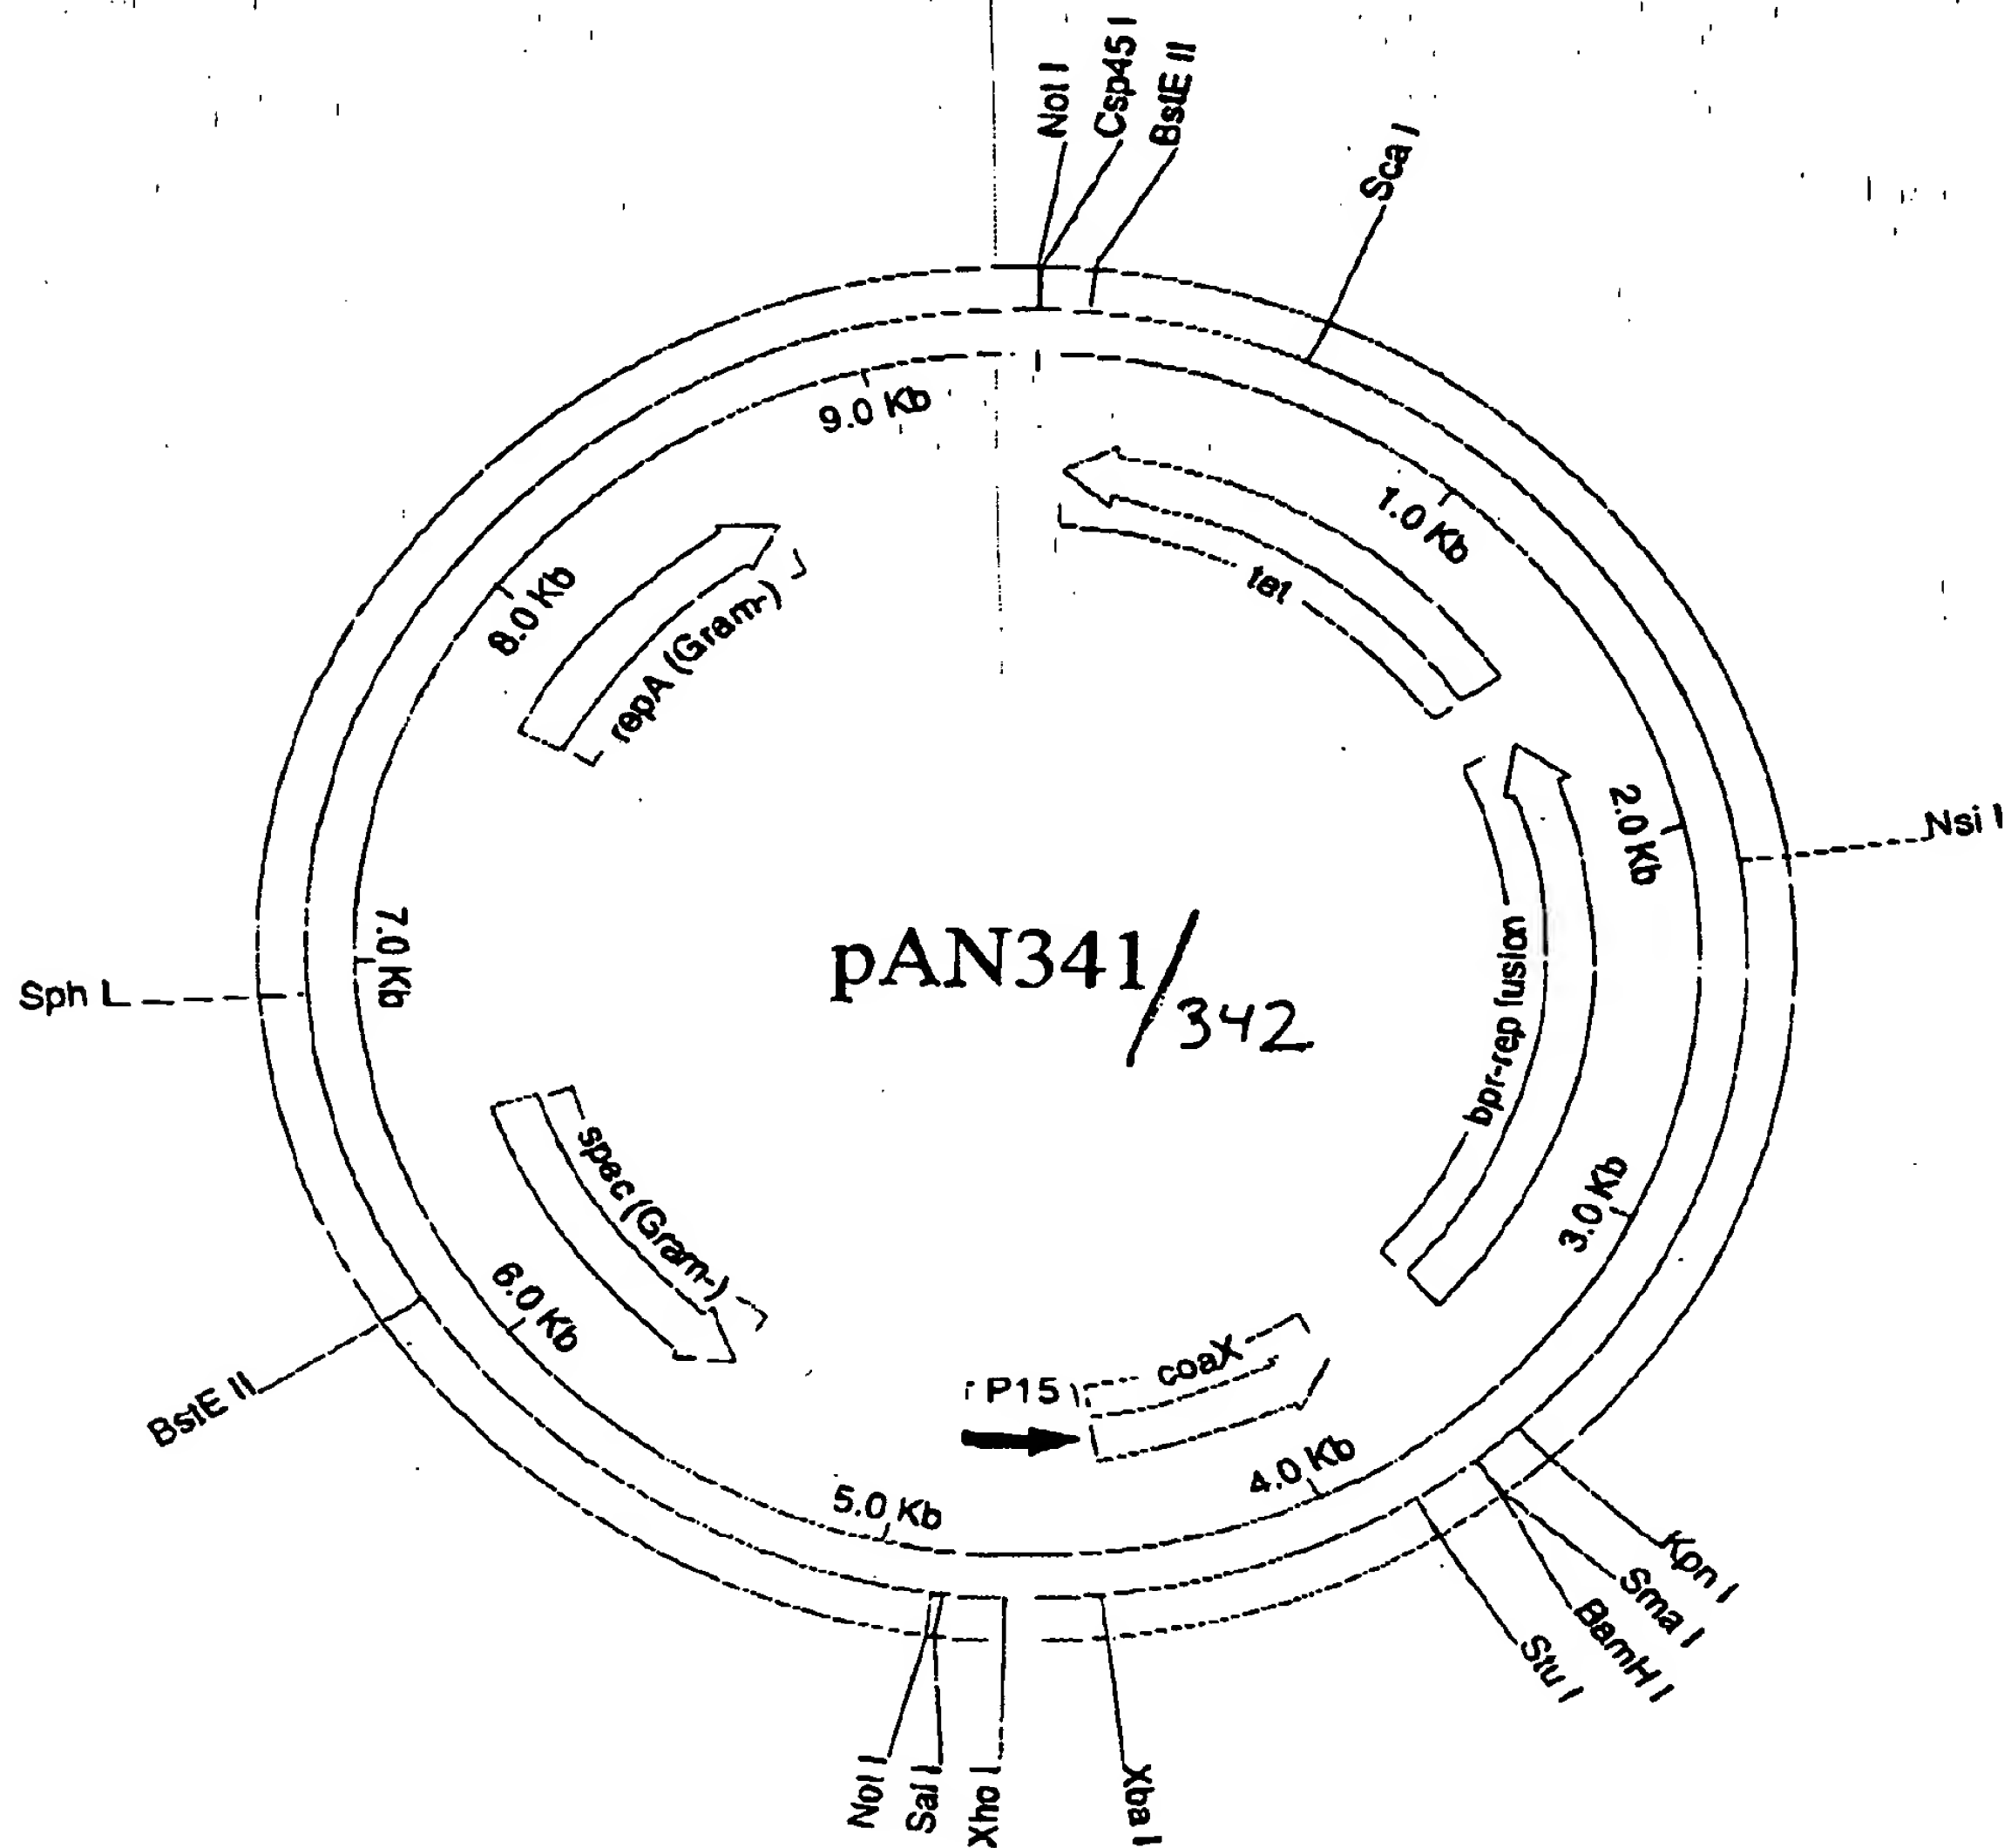 Not I
Csp45 I
BstE II
Sca I
9.0 Kb
1.0 Kb
tet
8.0 Kb
repA (Gram-)
2.0 Kb
Nsi I
7.0 Kb
Sph I
pAN341/342
bpr-rep fusion
spec (Gram-)
3.0 Kb
6.0 Kb
BstE II
P15
coaX
4.0 Kb
5.0 Kb
Kpn I
Sma I
BamH I
Stu I
Not I
Sal I
Xho I
Xba I